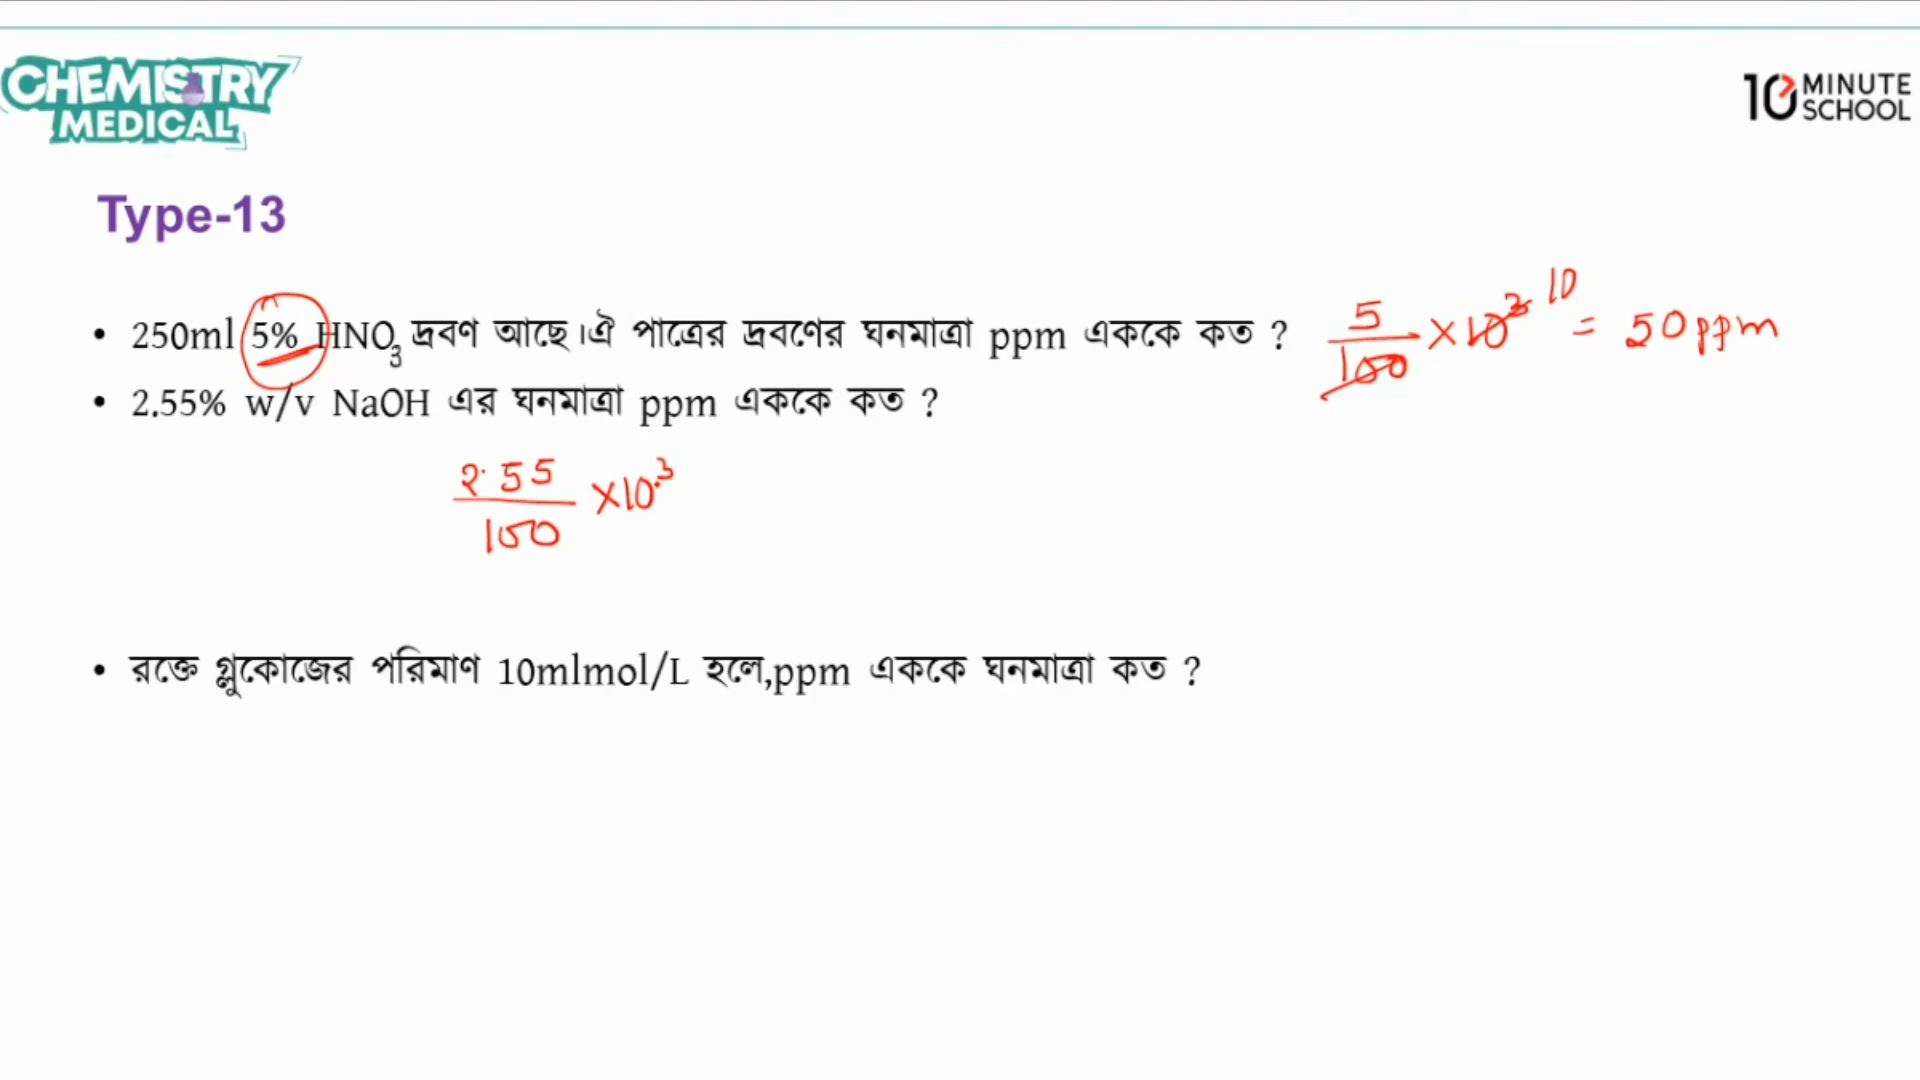 CHEMISTRY
MEDICAL
10 MINUTE
SCHOOL
Type-13
• 250ml 5% HNO3 দ্রবণ আছে।ঐ পাত্রের দ্রবণের ঘনমাত্রা ppm এককে কত ?
5/100 ×10³ 10 = 50ppm
• 2.55% w/v NaOH এর ঘনমাত্রা ppm এককে কত ?
2.55/100 ×10³
• রক্তে গ্লুকোজের পরিমাণ 10mlmol/L হলে,ppm এককে ঘনমাত্রা কত ?